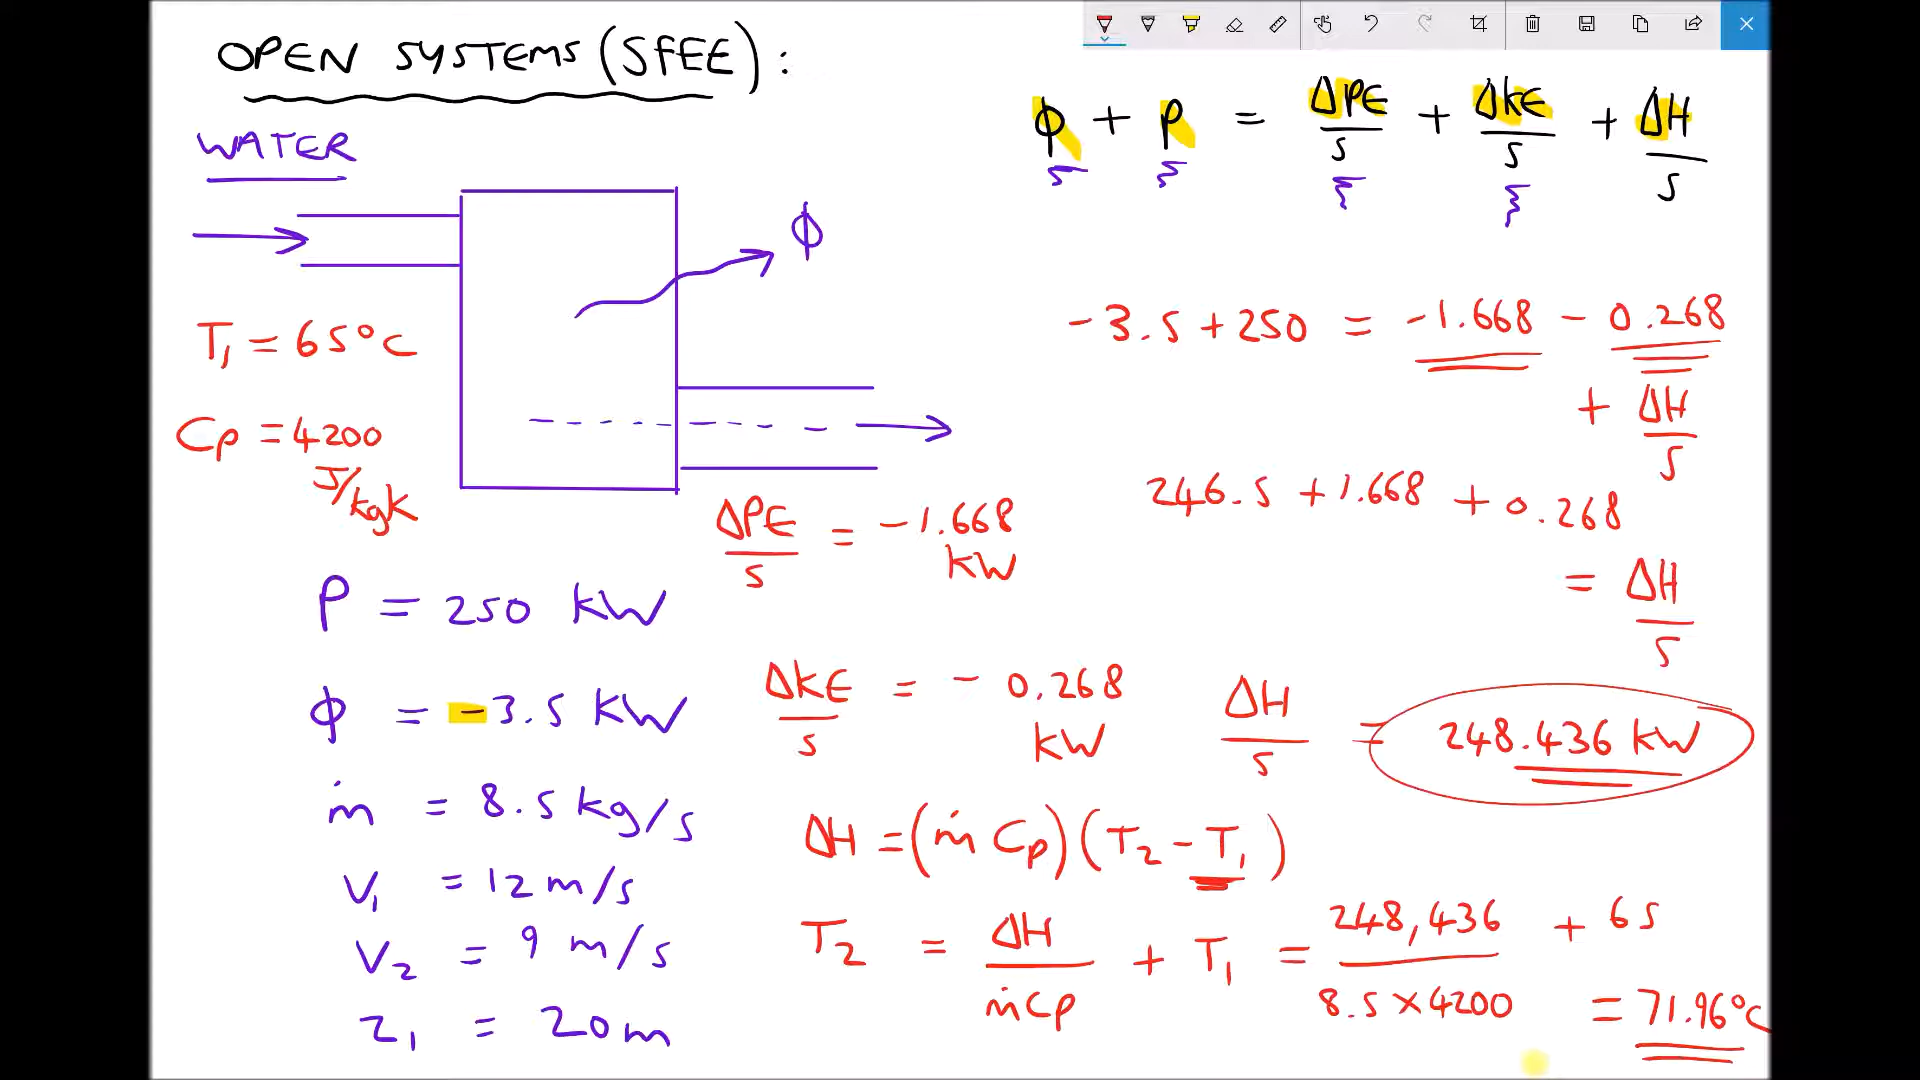 OPEN SYSTEMS (SFEE):
WATER
ϕ + P = ΔPE/s + ΔKE/s + ΔH/s
ϕ
T₁ = 65°C
Cp = 4200 J/kgK
P = 250 kW
ϕ = -3.5 kW
ṁ = 8.5 kg/s
V₁ = 12 m/s
V₂ = 9 m/s
Z₁ = 20m
ΔPE/s = -1.668 kW
ΔKE/s = -0.268 kW
-3.5 + 250 = -1.668 - 0.268
+ ΔH/s
246.5 + 1.668 + 0.268
= ΔH/s
ΔH/s = 248.436 kW
ΔH = (ṁ Cp)(T₂ - T₁)
T₂ = ΔH/ṁCp + T₁ = 248,436/8.5 × 4200 + 65
= 71.96°C